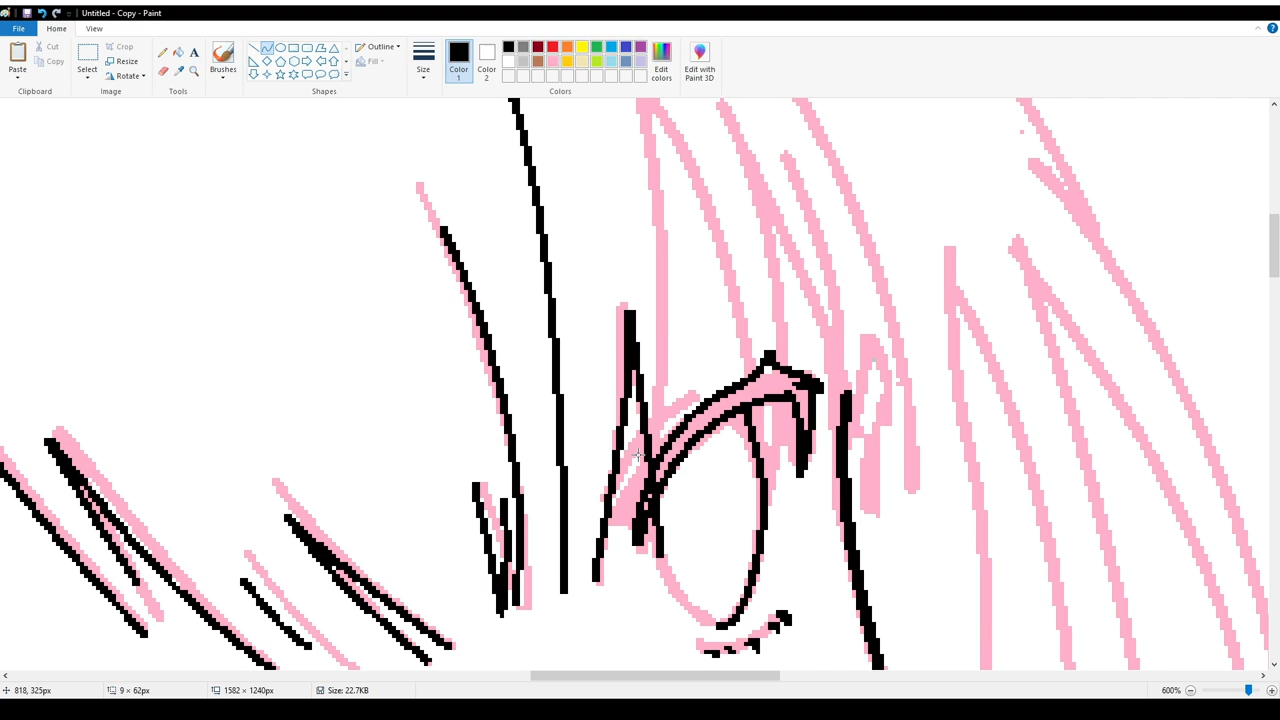 Untitled - Copy - Paint
File Home View
Paste
Cut
Copy
Clipboard
Select
Crop
Resize
Rotate
Image
A
Tools
Brushes
Outline
Fill
Shapes
Size
Color 1
Color 2
Edit colors
Colors
Edit with Paint 3D
818, 325px 9 × 62px 1582 × 1240px Size: 22.7KB 600%